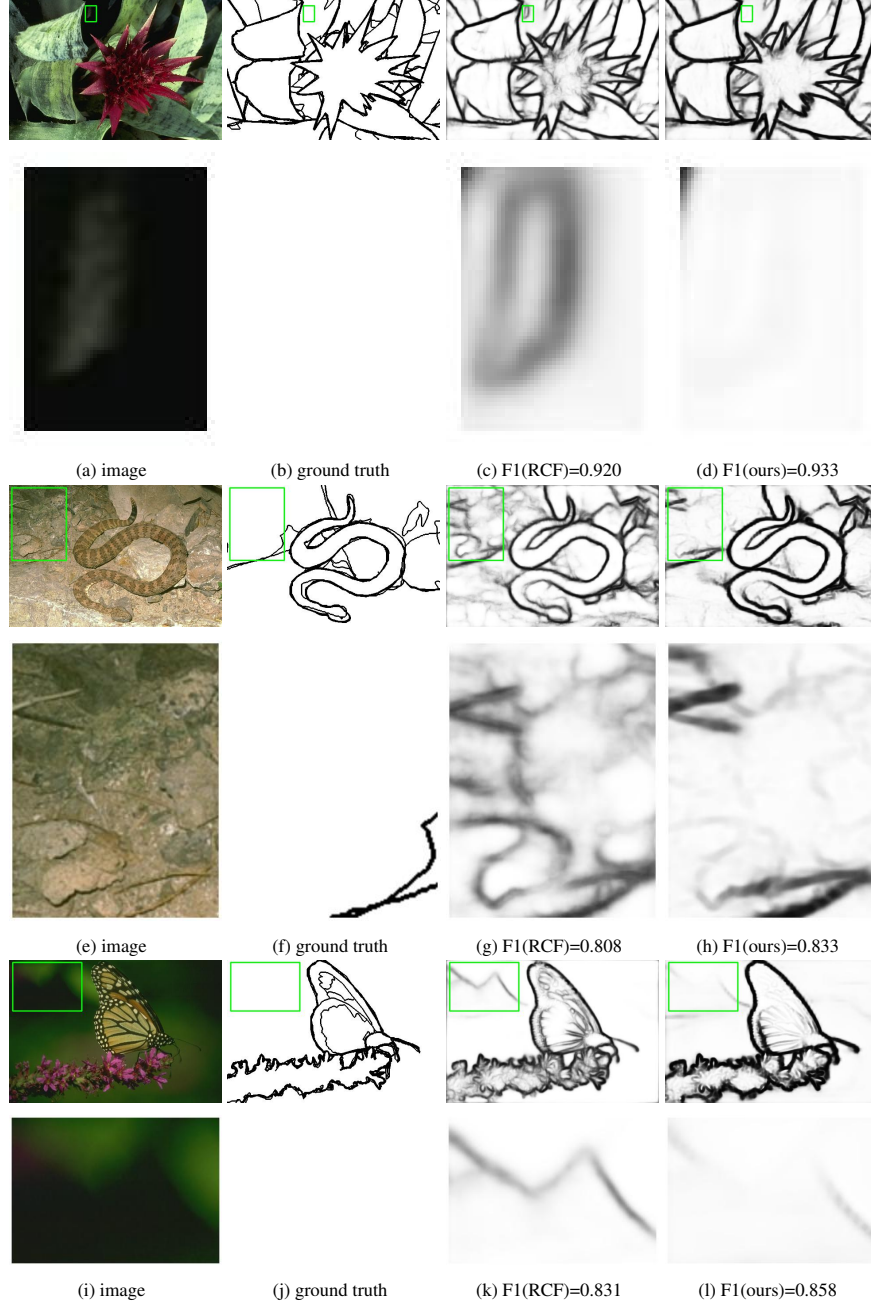 (a) image
(b) ground truth
(c) F1(RCF)=0.920
(d) F1(ours)=0.933
(e) image
(f) ground truth
(g) F1(RCF)=0.808
(h) F1(ours)=0.833
(i) image
(j) ground truth
(k) F1(RCF)=0.831
(l) F1(ours)=0.858